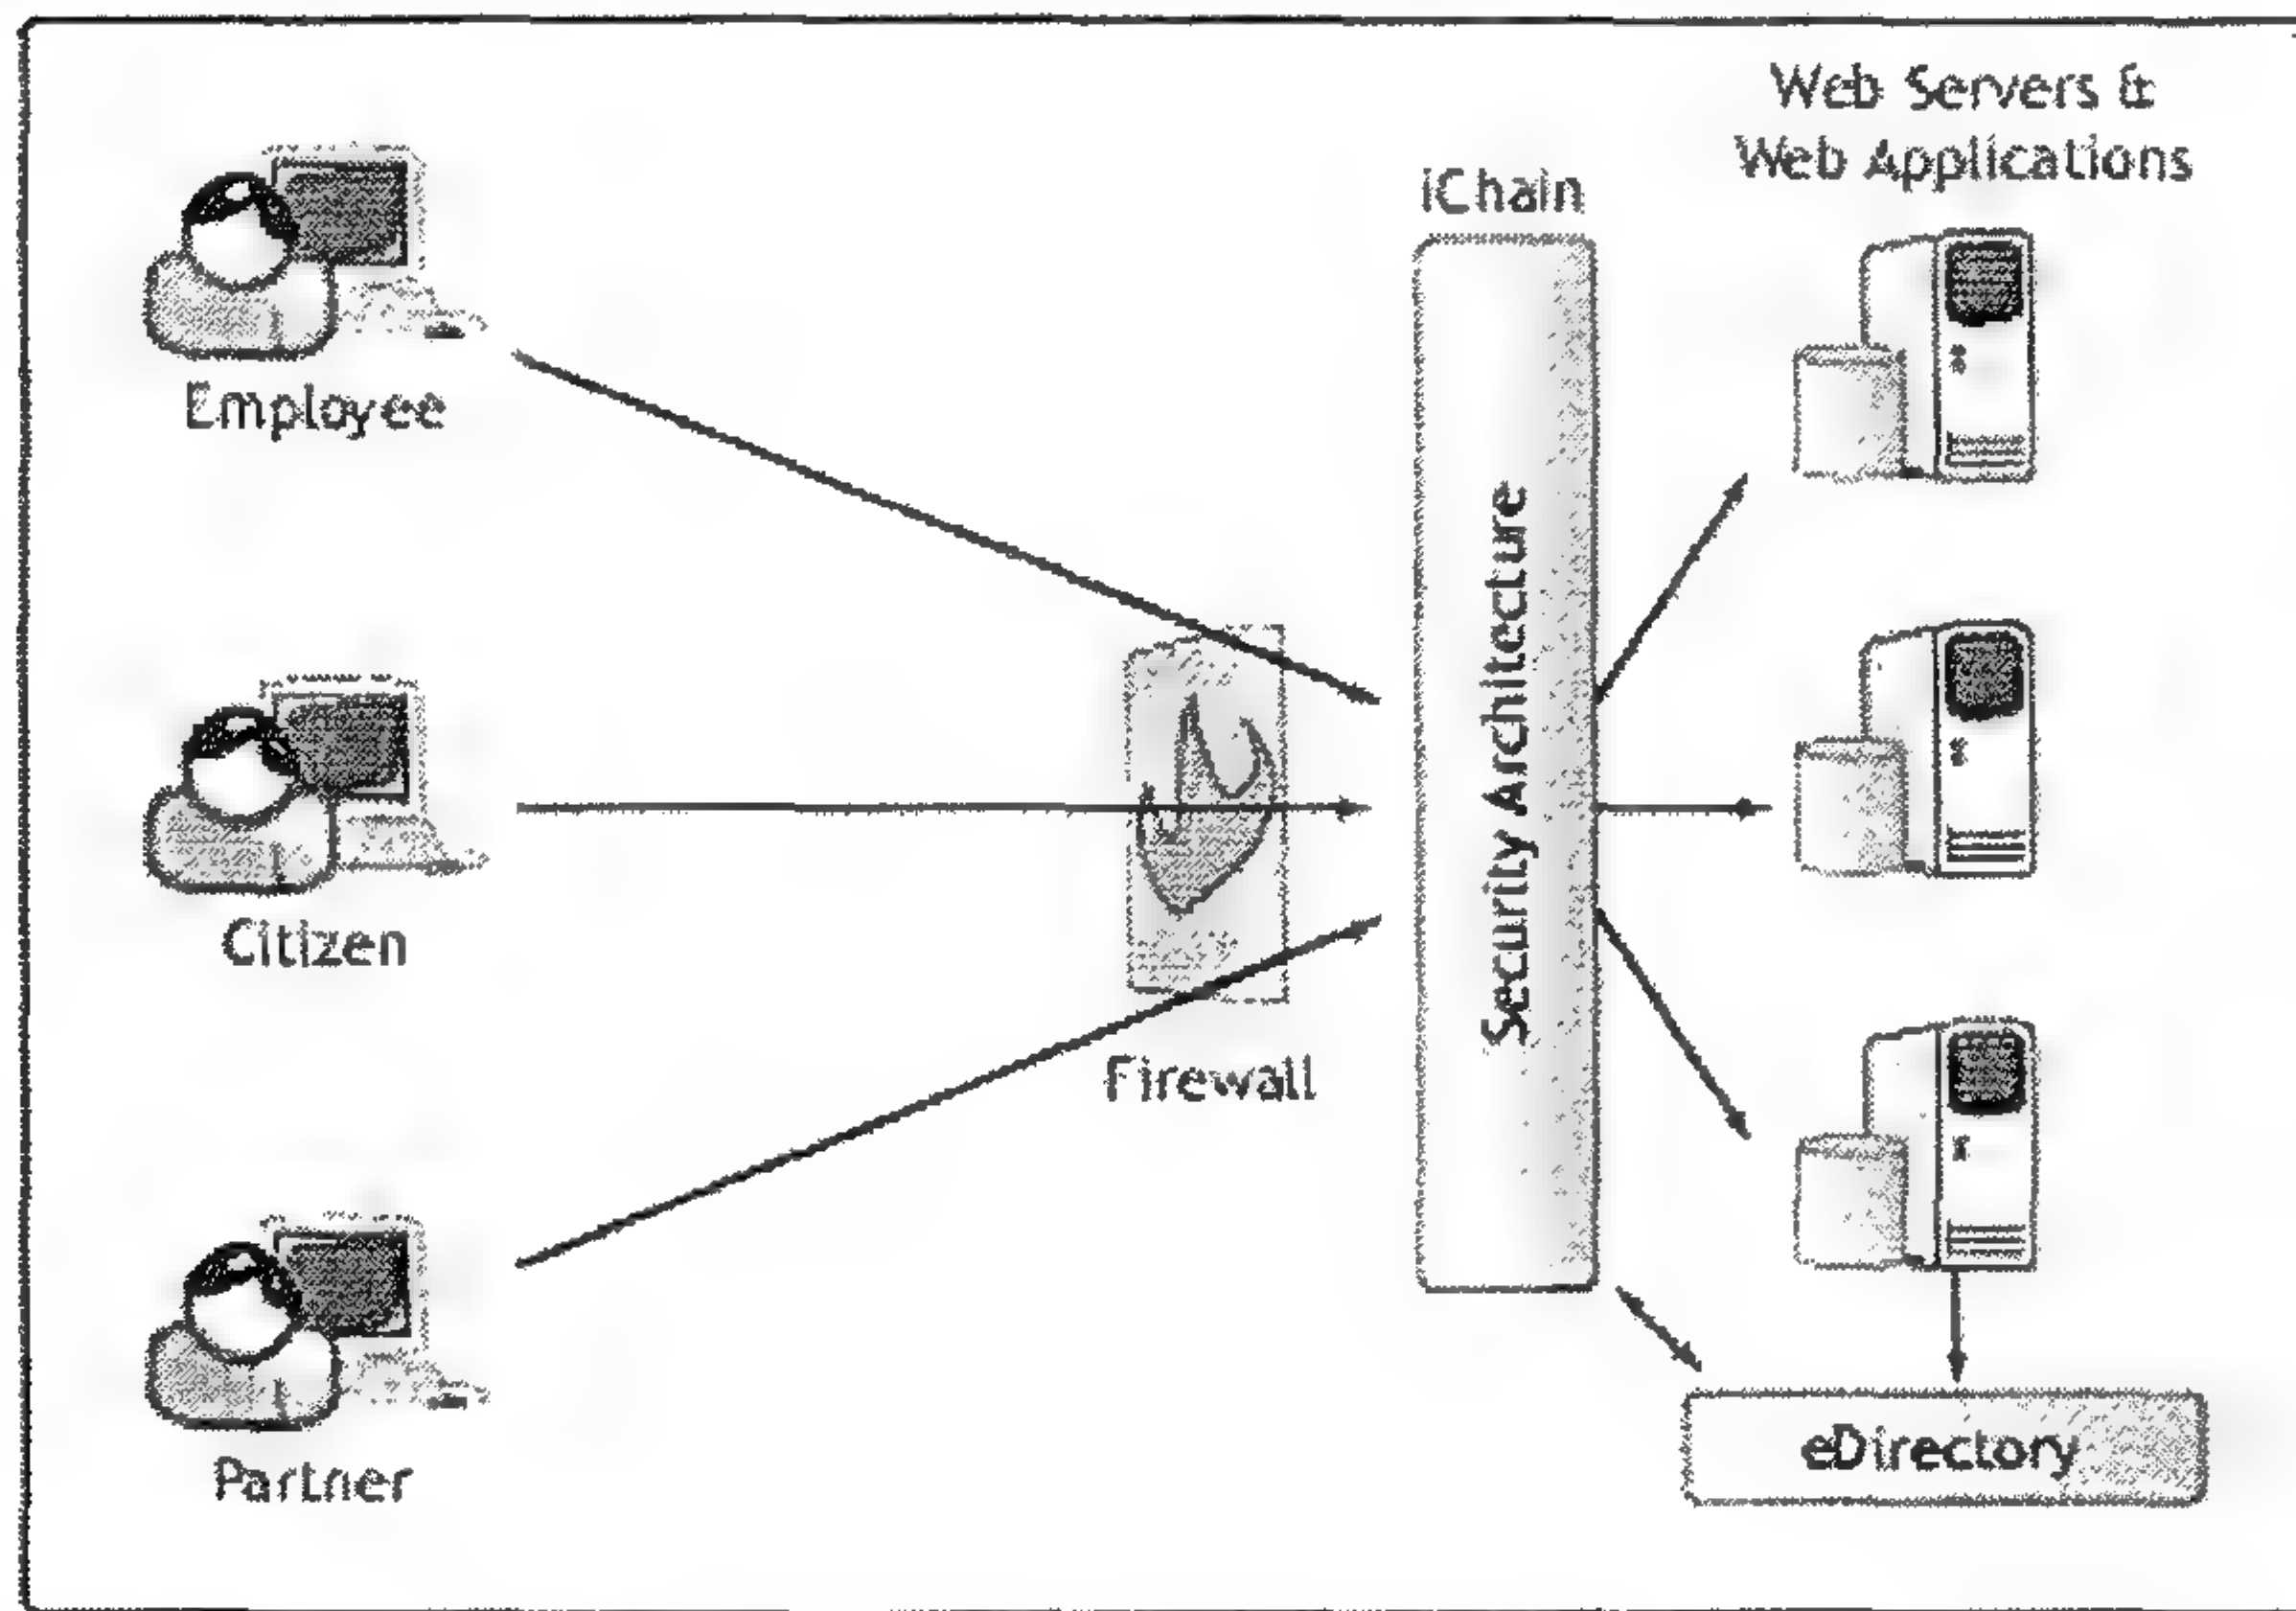 Web Servers &
Web Applications
iChain
Employee
Security Architecture
Citizen
Firewall
Partner
eDirectory